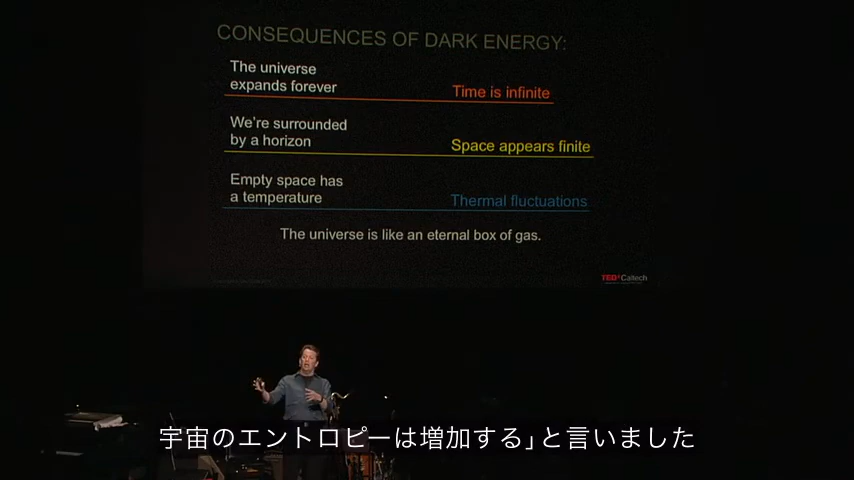 CONSEQUENCES OF DARK ENERGY:
The universe
expands forever
Time is infinite
We're surrounded
by a horizon
Space appears finite
Empty space has
a temperature
Thermal fluctuations
The universe is like an eternal box of gas.
TEDxCaltech
宇宙のエントロピーは増加する」と言いました